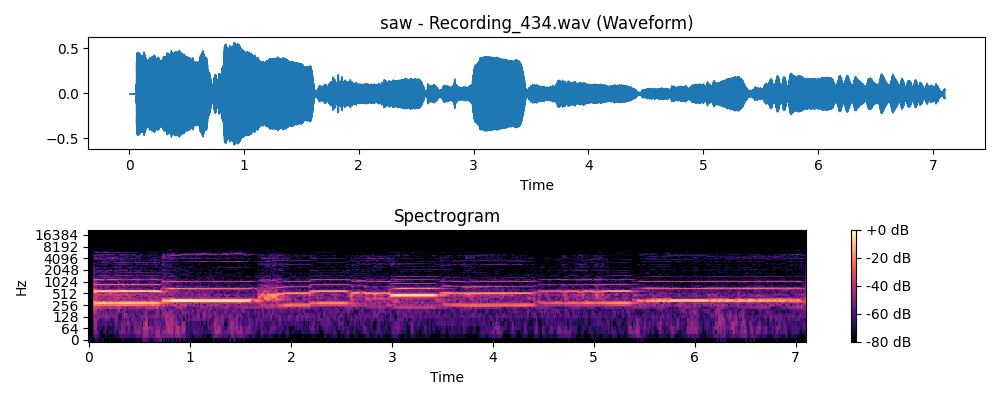 saw - Recording_434.wav (Waveform)
0.5
0.0
−0.5
0 1 2 3 4 5 6 7
Time
Spectrogram
16384
8192
4096
2048
1024
512
256
128
64
0
Hz
0 1 2 3 4 5 6 7
Time
+0 dB
-20 dB
-40 dB
-60 dB
-80 dB